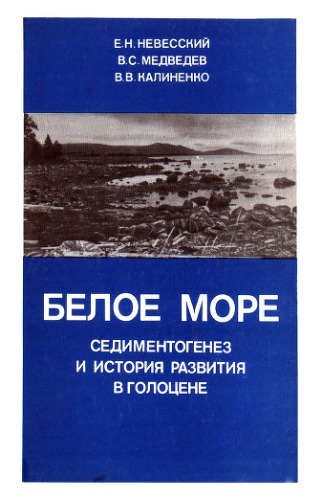 Е.Н. НЕВЕССКИЙ
В.С. МЕДВЕДЕВ
В.В. КАЛИНЕНКО
БЕЛОЕ МОРЕ
СЕДИМЕНТОГЕНЕЗ
И ИСТОРИЯ РАЗВИТИЯ
В ГОЛОЦЕНЕ